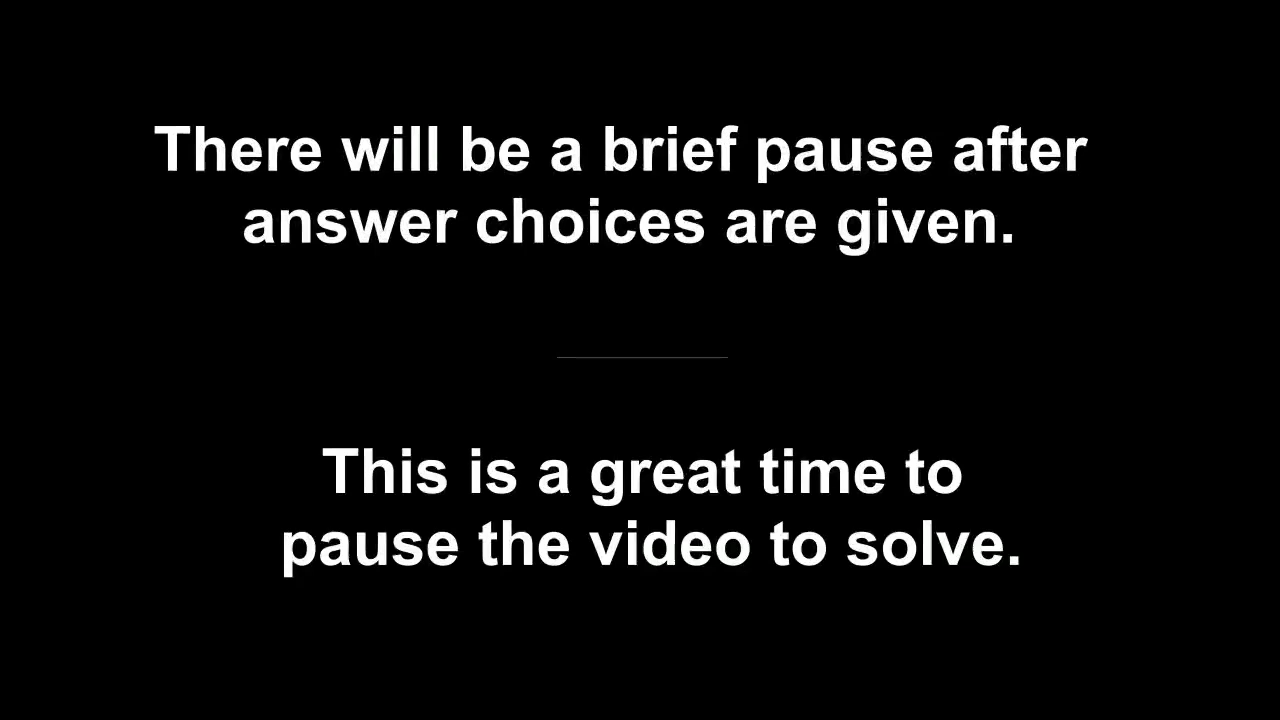 There will be a brief pause after
answer choices are given.
This is a great time to
pause the video to solve.